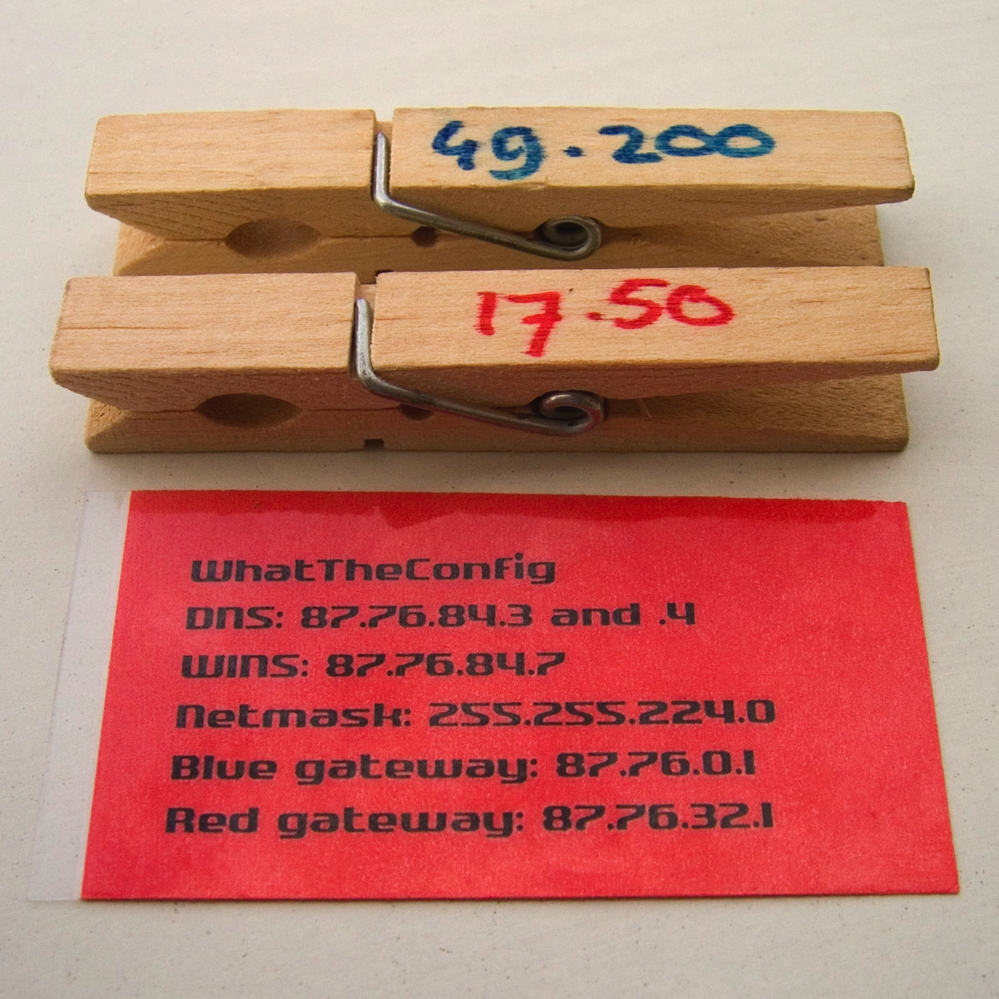 49.200
17.50
WhatTheConfig
DNS: 87.76.84.3 and .4
WINS: 87.76.84.7
Netmask: 255.255.224.0
Blue gateway: 87.76.0.1
Red gateway: 87.76.32.1